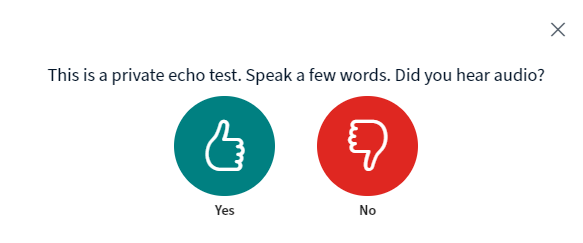 This is a private echo test. Speak a few words. Did you hear audio?
Yes
No